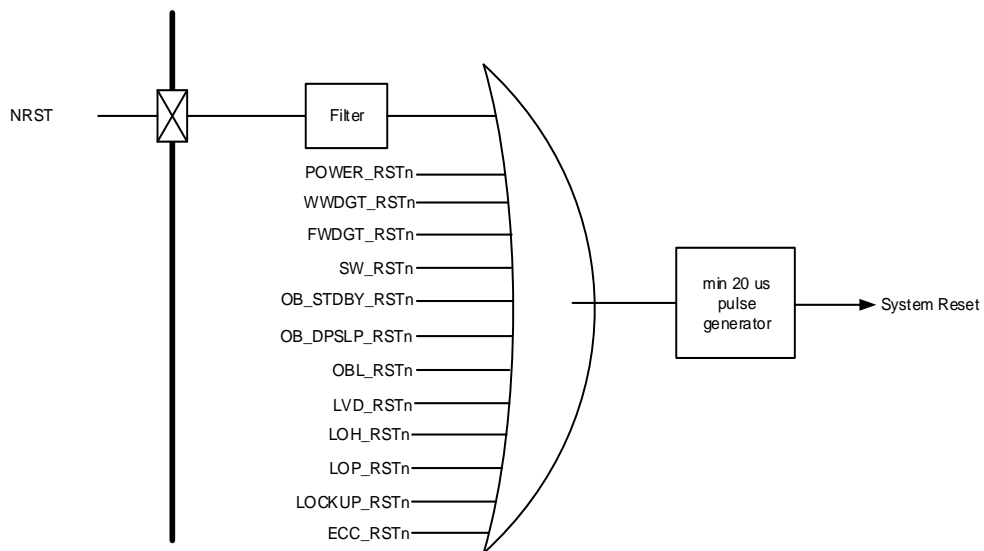 NRST
Filter
POWER_RSTn
WWDGT_RSTn
FWDGT_RSTn
SW_RSTn
OB_STDBY_RSTn
OB_DPSLP_RSTn
OBL_RSTn
LVD_RSTn
LOH_RSTn
LOP_RSTn
LOCKUP_RSTn
ECC_RSTn
min 20 us
pulse
generator
System Reset